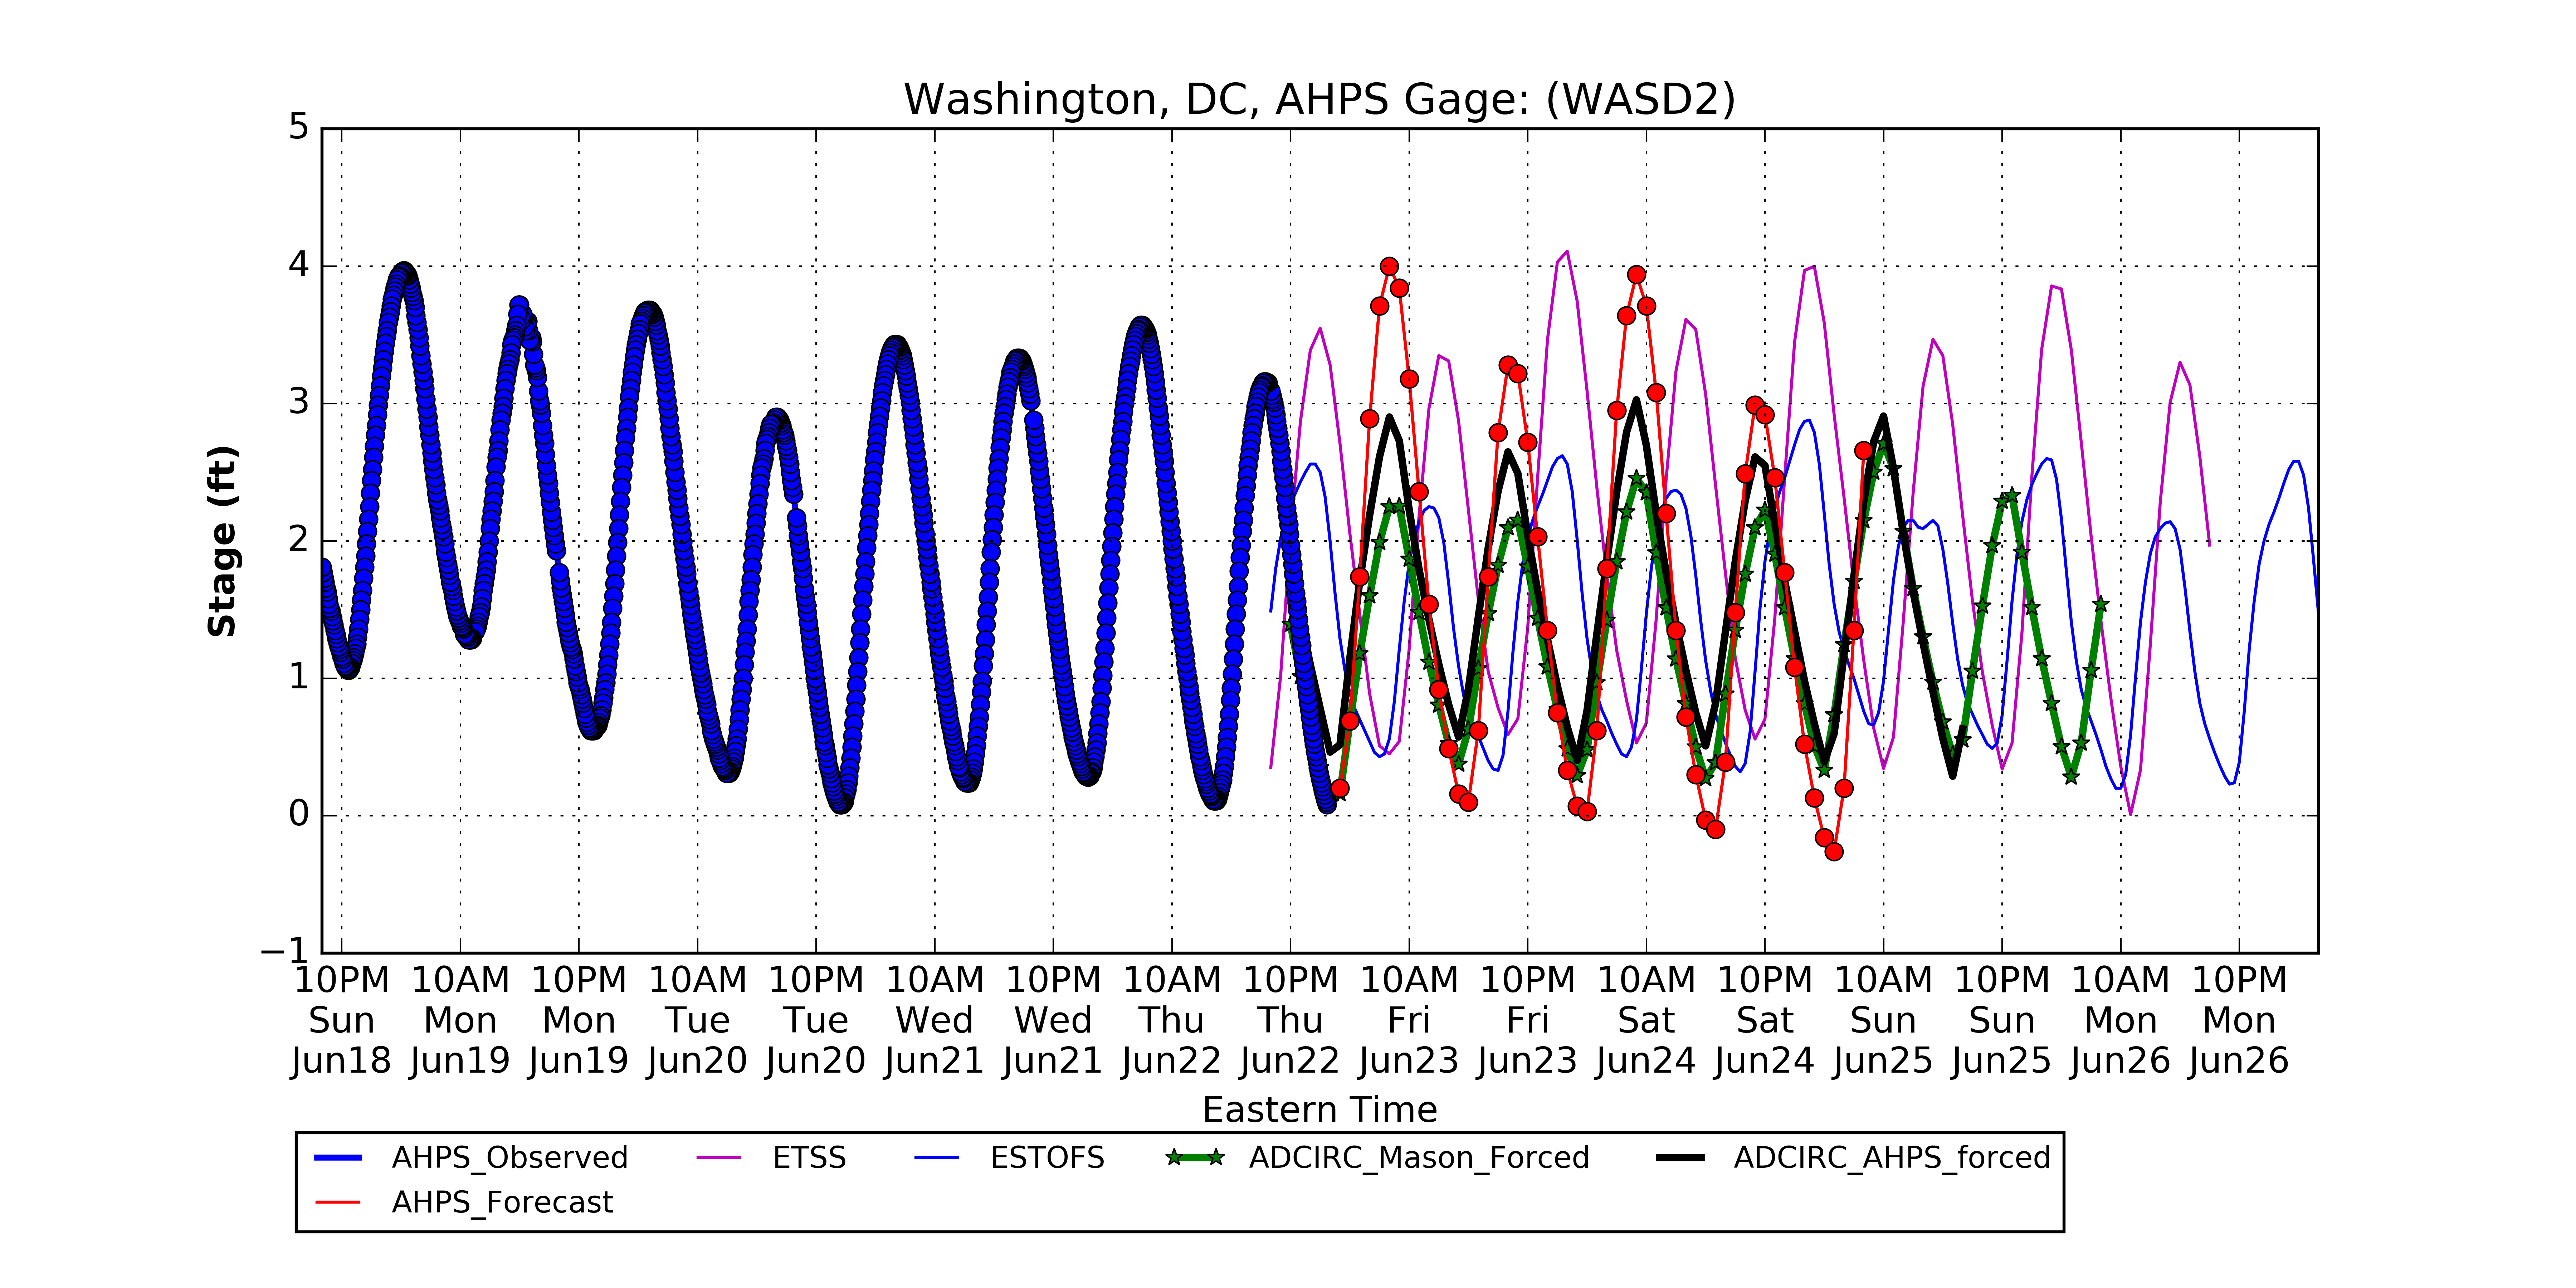 Washington, DC, AHPS Gage: (WASD2)
5
4
3
2
1
0
−1
Stage (ft)
10PM 10AM 10PM 10AM 10PM 10AM 10PM 10AM 10PM 10AM 10PM 10AM 10PM 10AM 10PM 10AM 10PM
Sun Mon Mon Tue Tue Wed Wed Thu Thu Fri Fri Sat Sat Sun Sun Mon Mon
Jun18 Jun19 Jun19 Jun20 Jun20 Jun21 Jun21 Jun22 Jun22 Jun23 Jun23 Jun24 Jun24 Jun25 Jun25 Jun26 Jun26
Eastern Time
AHPS_Observed ETSS ESTOFS ADCIRC_Mason_Forced ADCIRC_AHPS_forced
AHPS_Forecast